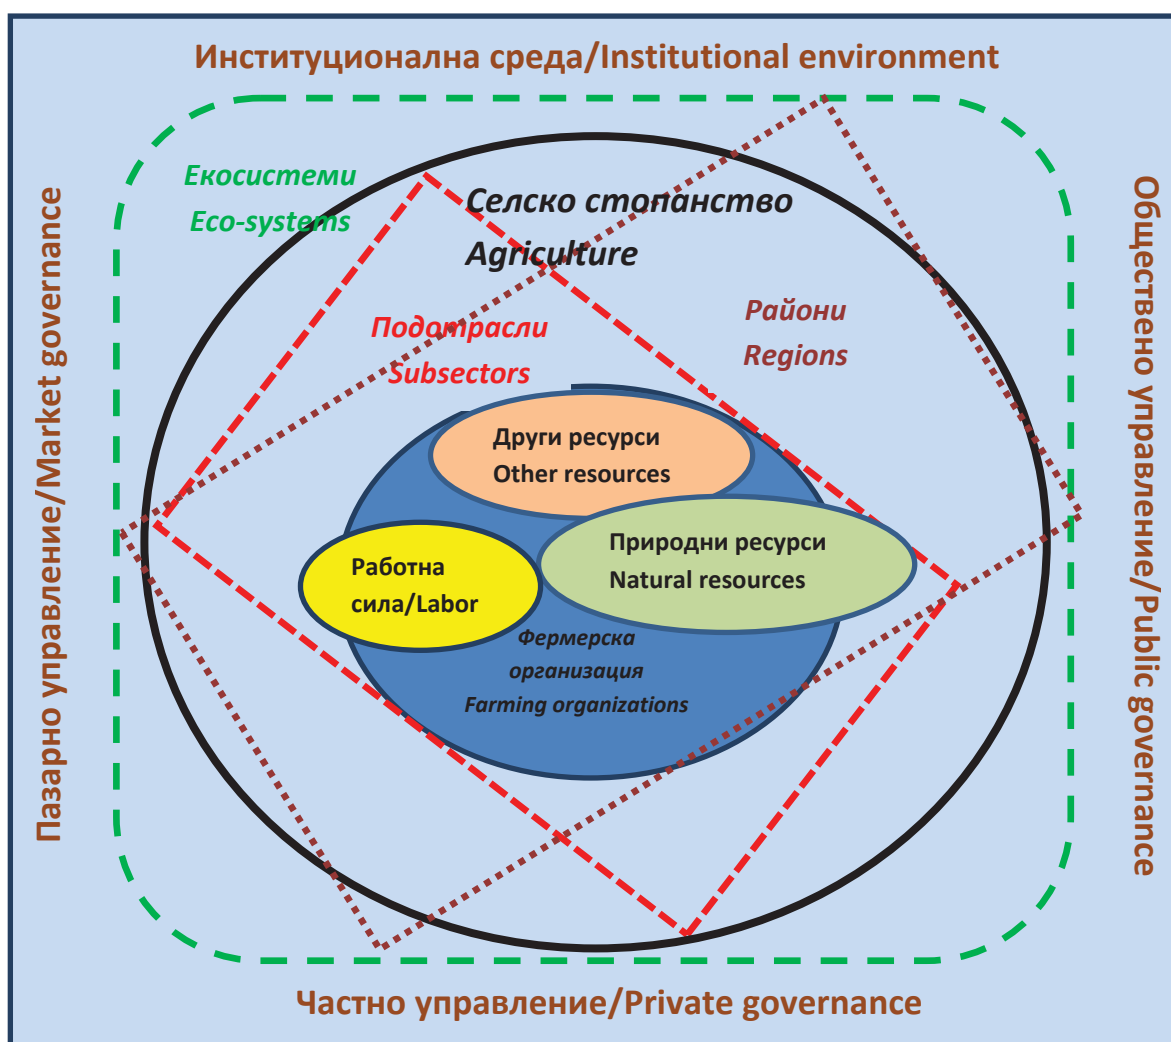 Институционална среда/Institutional environment
Екосистеми
Eco-systems
Селско стопанство
Agriculture
Пазарно управление/Market governance
Обществено управление/Public governance
Подотрасли
Subsectors
Райони
Regions
Други ресурси
Other resources
Природни ресурси
Natural resources
Работна
сила/Labor
Фермерска
организация
Farming organizations
Частно управление/Private governance